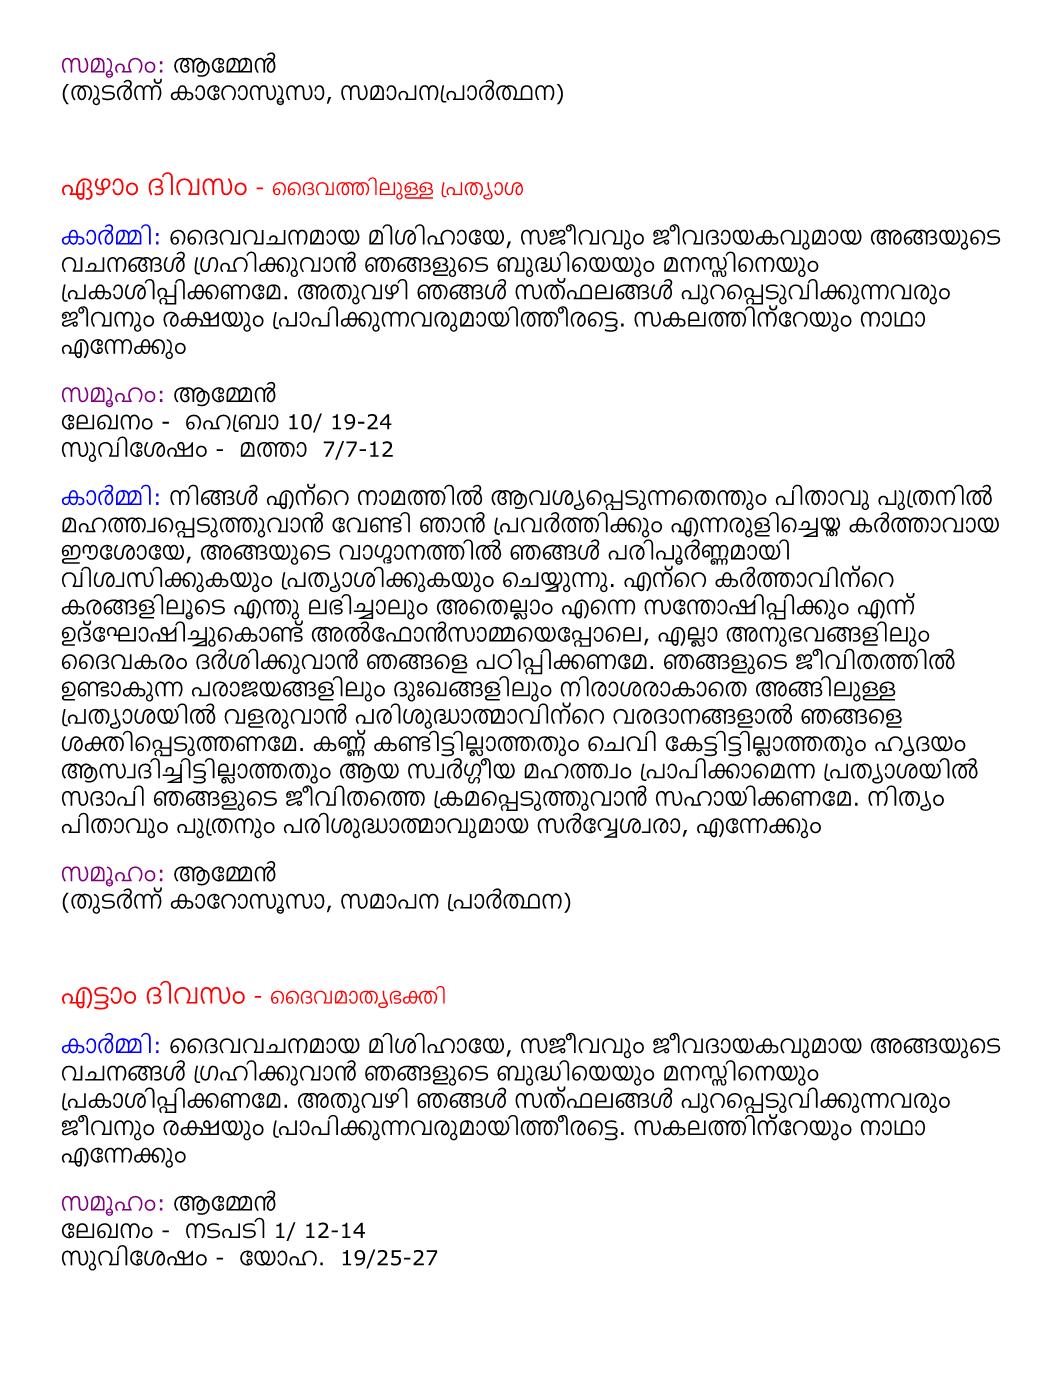 സമൂഹം: ആമ്മേൻ
(തുടർന്ന് കാറോസൂസാ, സമാപനപ്രാർത്ഥന)
ഏഴാം ദിവസം - ദൈവത്തിലുള്ള പ്രത്യാശ
കാർമ്മി: ദൈവവചനമായ മിശിഹായേ, സജീവവും ജീവദായകവുമായ അങ്ങയുടെ
വചനങ്ങൾ ഗ്രഹിക്കുവാൻ ഞങ്ങളുടെ ബുദ്ധിയെയും മനസ്സിനെയും
പ്രകാശിപ്പിക്കണമേ. അതുവഴി ഞങ്ങൾ സത്ഫലങ്ങൾ പുറപ്പെടുവിക്കുന്നവരും
ജീവനും രക്ഷയും പ്രാപിക്കുന്നവരുമായിത്തീരട്ടെ. സകലത്തിന്റേയും നാഥാ
എന്നേക്കും
സമൂഹം: ആമ്മേൻ
ലേഖനം - ഹെബ്രാ 10/ 19-24
സുവിശേഷം - മത്താ 7/7-12
കാർമ്മി: നിങ്ങൾ എന്റെ നാമത്തിൽ ആവശ്യപ്പെടുന്നതെന്തും പിതാവു പുത്രനിൽ
മഹത്ത്വപ്പെടുത്തുവാൻ വേണ്ടി ഞാൻ പ്രവർത്തിക്കും എന്നരുളിച്ചെയ്ത കർത്താവായ
ഈശോയേ, അങ്ങയുടെ വാഗ്ദാനത്തിൽ ഞങ്ങൾ പരിപൂർണ്ണമായി
വിശ്വസിക്കുകയും പ്രത്യാശിക്കുകയും ചെയ്യുന്നു. എന്റെ കർത്താവിന്റെ
കരങ്ങളിലൂടെ എന്തു ലഭിച്ചാലും അതെല്ലാം എന്നെ സന്തോഷിപ്പിക്കും എന്ന്
ഉദ്ഘോഷിച്ചുകൊണ്ട് അൽഫോൻസാമ്മയെപ്പോലെ, എല്ലാ അനുഭവങ്ങളിലും
ദൈവകരം ദർശിക്കുവാൻ ഞങ്ങളെ പഠിപ്പിക്കണമേ. ഞങ്ങളുടെ ജീവിതത്തിൽ
ഉണ്ടാകുന്ന പരാജയങ്ങളിലും ദുഃഖങ്ങളിലും നിരാശരാകാതെ അങ്ങിലുള്ള
പ്രത്യാശയിൽ വളരുവാൻ പരിശുദ്ധാത്മാവിന്റെ വരദാനങ്ങളാൽ ഞങ്ങളെ
ശക്തിപ്പെടുത്തണമേ. കണ്ണ് കണ്ടിട്ടില്ലാത്തതും ചെവി കേട്ടിട്ടില്ലാത്തതും ഹൃദയം
ആസ്വദിച്ചിട്ടില്ലാത്തതും ആയ സ്വർഗ്ഗീയ മഹത്ത്വം പ്രാപിക്കാമെന്ന പ്രത്യാശയിൽ
സദാപി ഞങ്ങളുടെ ജീവിതത്തെ ക്രമപ്പെടുത്തുവാൻ സഹായിക്കണമേ. നിത്യം
പിതാവും പുത്രനും പരിശുദ്ധാത്മാവുമായ സർവ്വേശ്വരാ, എന്നേക്കും
സമൂഹം: ആമ്മേൻ
(തുടർന്ന് കാറോസൂസാ, സമാപന പ്രാർത്ഥന)
എട്ടാം ദിവസം - ദൈവമാതൃഭക്തി
കാർമ്മി: ദൈവവചനമായ മിശിഹായേ, സജീവവും ജീവദായകവുമായ അങ്ങയുടെ
വചനങ്ങൾ ഗ്രഹിക്കുവാൻ ഞങ്ങളുടെ ബുദ്ധിയെയും മനസ്സിനെയും
പ്രകാശിപ്പിക്കണമേ. അതുവഴി ഞങ്ങൾ സത്ഫലങ്ങൾ പുറപ്പെടുവിക്കുന്നവരും
ജീവനും രക്ഷയും പ്രാപിക്കുന്നവരുമായിത്തീരട്ടെ. സകലത്തിന്റേയും നാഥാ
എന്നേക്കും
സമൂഹം: ആമ്മേൻ
ലേഖനം - നടപടി 1/ 12-14
സുവിശേഷം - യോഹ. 19/25-27